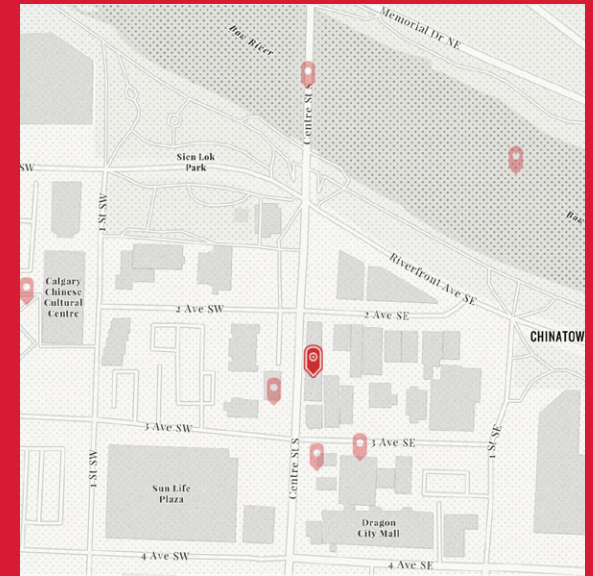 Memorial Dr NE
Bow River
Centre St S
Sien Lok
Park
SW
1 St SW
Bow
Riverfront Ave SE
Calgary
Chinese
Cultural
Centre
2 Ave SW
2 Ave SE
CHINATOW
3 Ave SW
3 Ave SE
1 St SE
1 St SW
Centre St S
Sun Life
Plaza
Dragon
City Mall
4 Ave SW
4 Ave SE